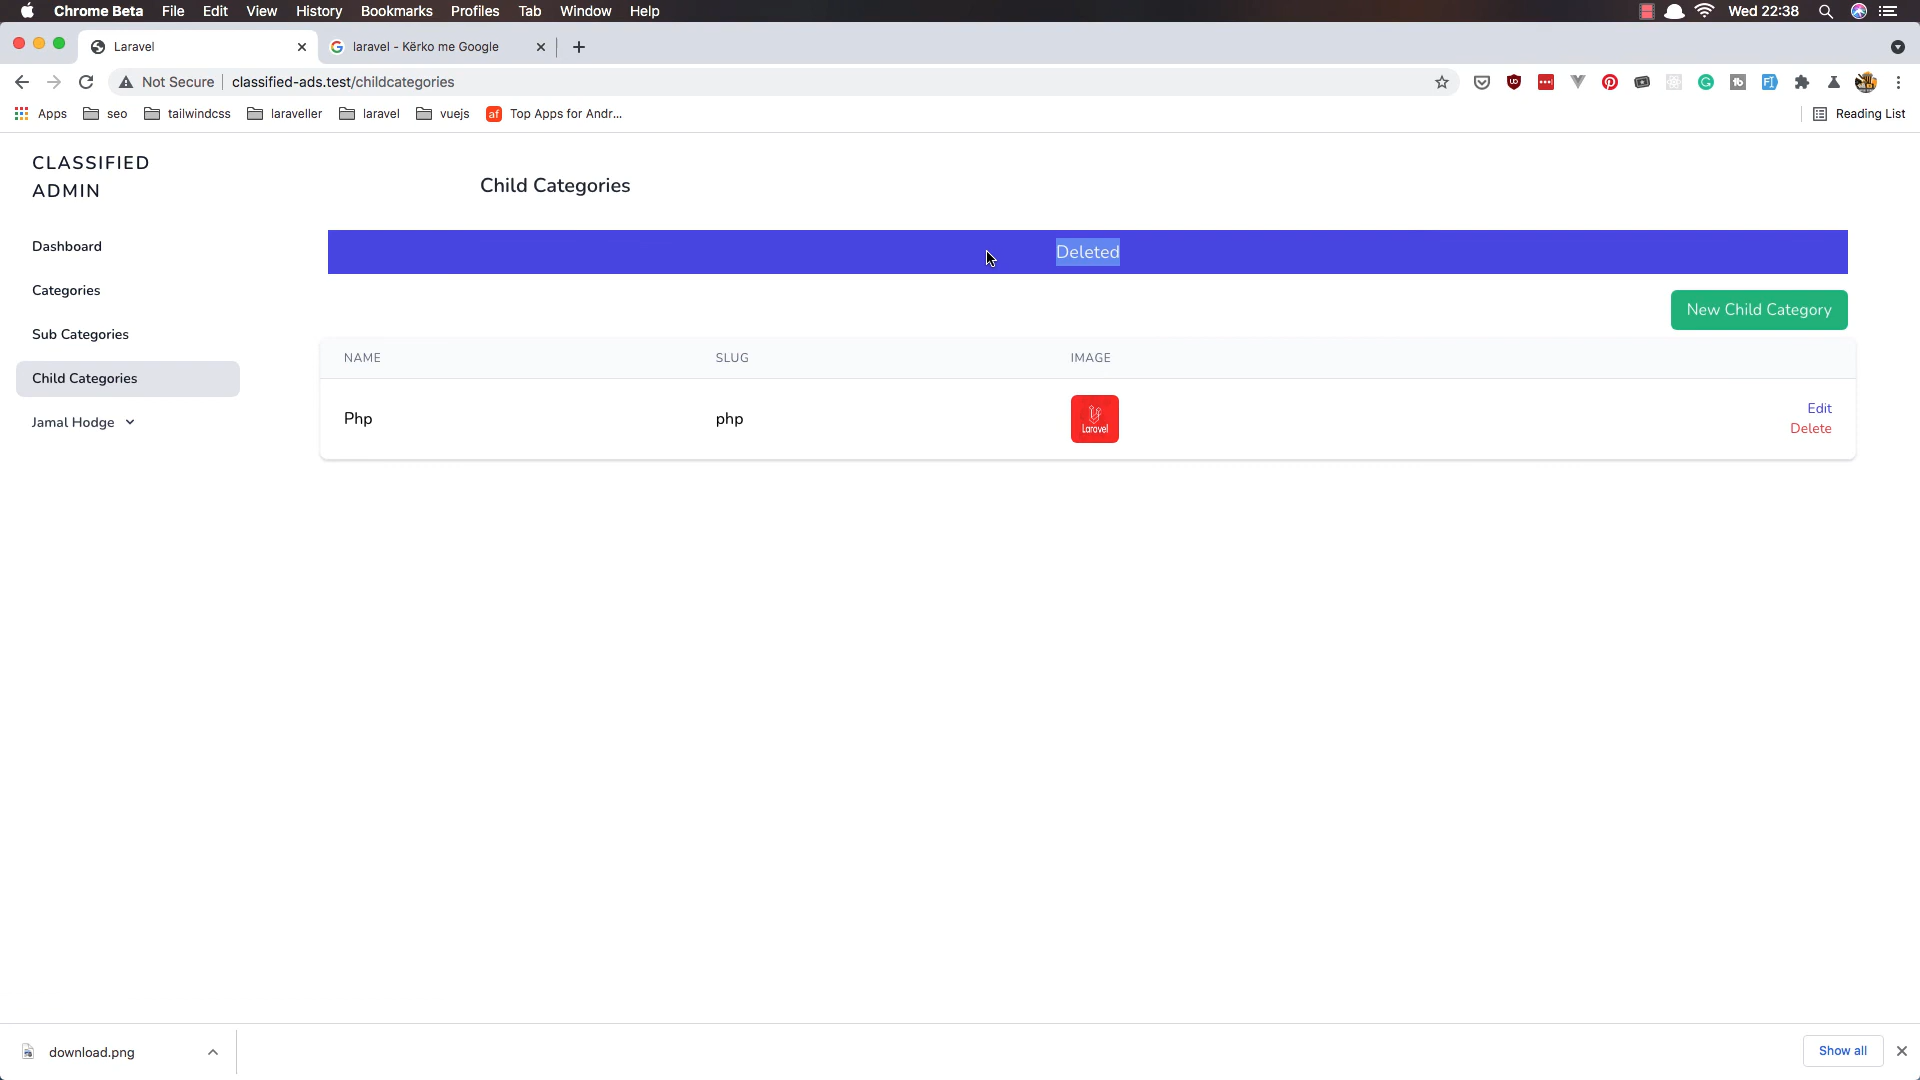 Chrome Beta File Edit View History Bookmarks Profiles Tab Window Help Wed 22:38
Laravel laravel - Kërko me Google
Not Secure classified-ads.test/childcategories
Apps seo tailwindcss laraveller laravel vuejs af Top Apps for Andr... Reading List
CLASSIFIED
ADMIN
Child Categories
Dashboard
Deleted
Categories
New Child Category
Sub Categories
NAME SLUG IMAGE
Child Categories
Php php Laravel Edit
Delete
Jamal Hodge
download.png Show all